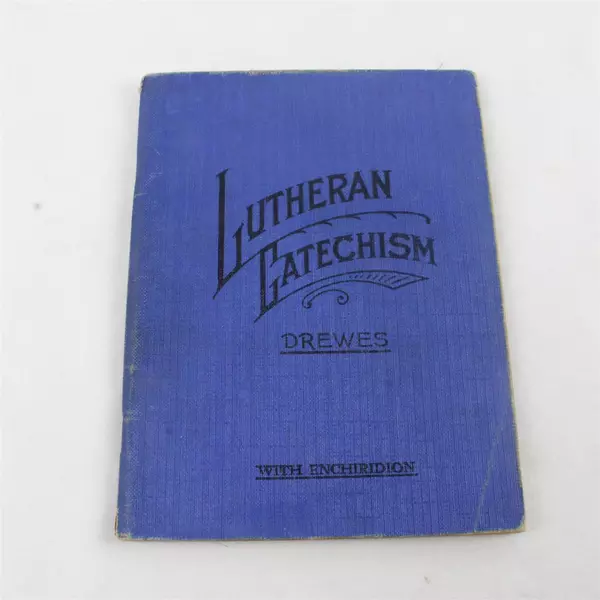 LUTHERAN
CATECHISM
DREWES
WITH ENCHIRIDION